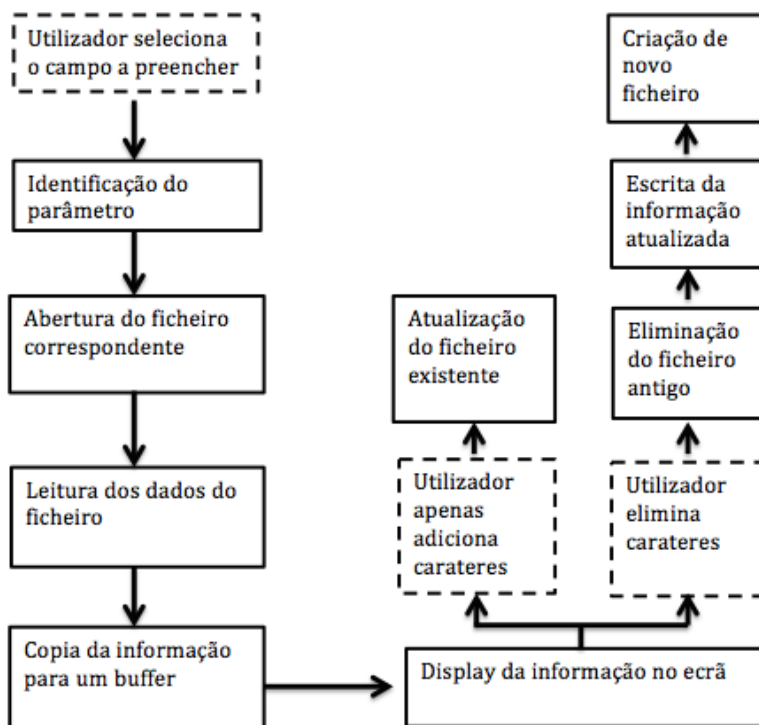 Utilizador seleciona
o campo a preencher
Identificação do
parâmetro
Abertura do ficheiro
correspondente
Leitura dos dados do
ficheiro
Copia da informação
para um buffer
Display da informação no ecrã
Utilizador
apenas
adiciona
carateres
Atualização
do ficheiro
existente
Utilizador
elimina
carateres
Eliminação
do ficheiro
antigo
Escrita da
informação
atualizada
Criação de
novo
ficheiro